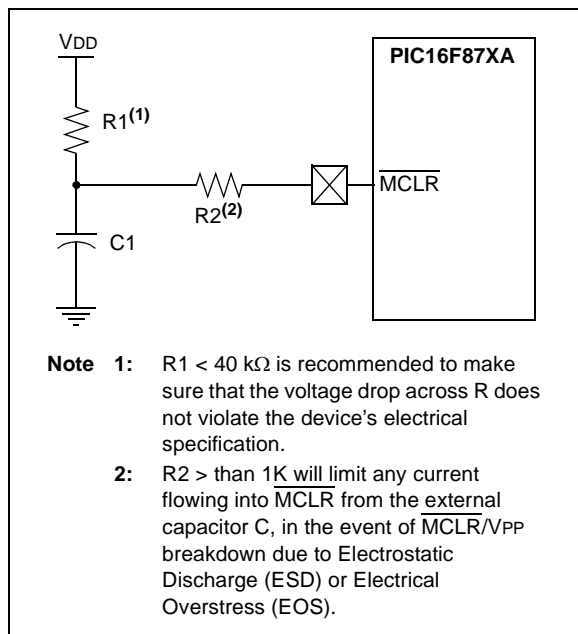 VDD
PIC16F87XA
R1(1)
MCLR
R2(2)
C1
Note 1: R1 < 40 kΩ is recommended to make
sure that the voltage drop across R does
not violate the device's electrical
specification.
2: R2 > than 1K will limit any current
flowing into MCLR from the external
capacitor C, in the event of MCLR/VPP
breakdown due to Electrostatic
Discharge (ESD) or Electrical
Overstress (EOS).